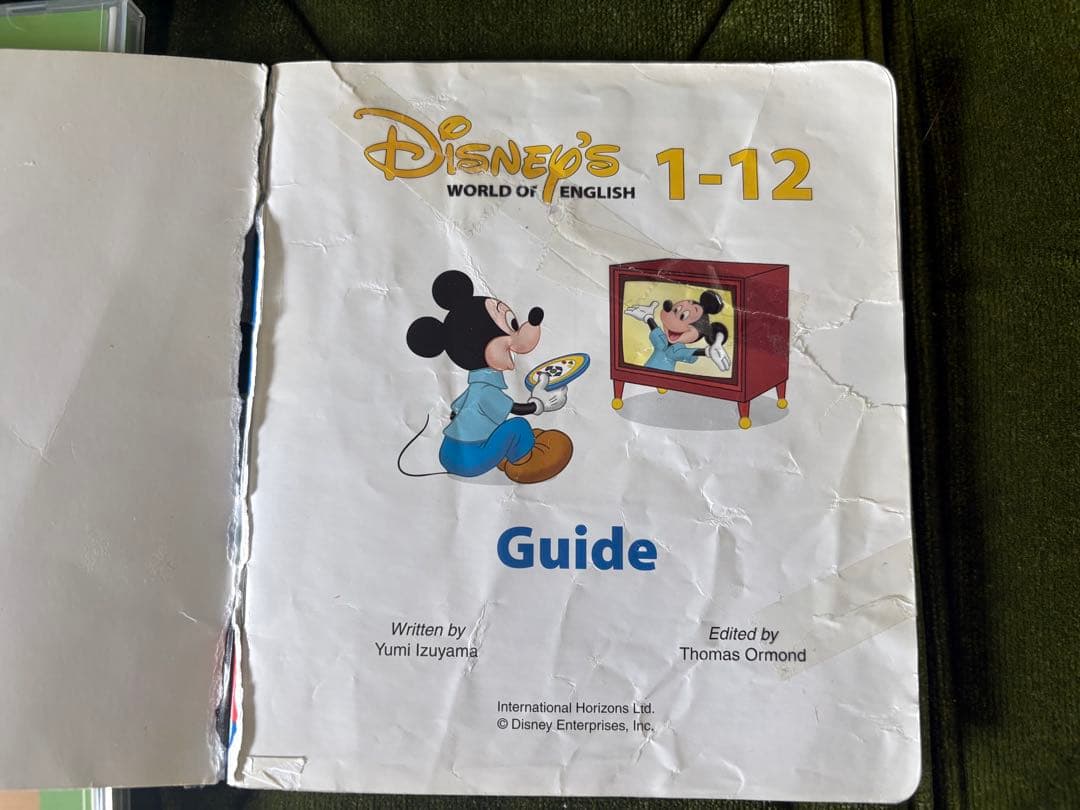 Disney's 1-12
WORLD OF ENGLISH
Guide
Written by
Yumi Izuyama
Edited by
Thomas Ormond
International Horizons Ltd.
© Disney Enterprises, Inc.